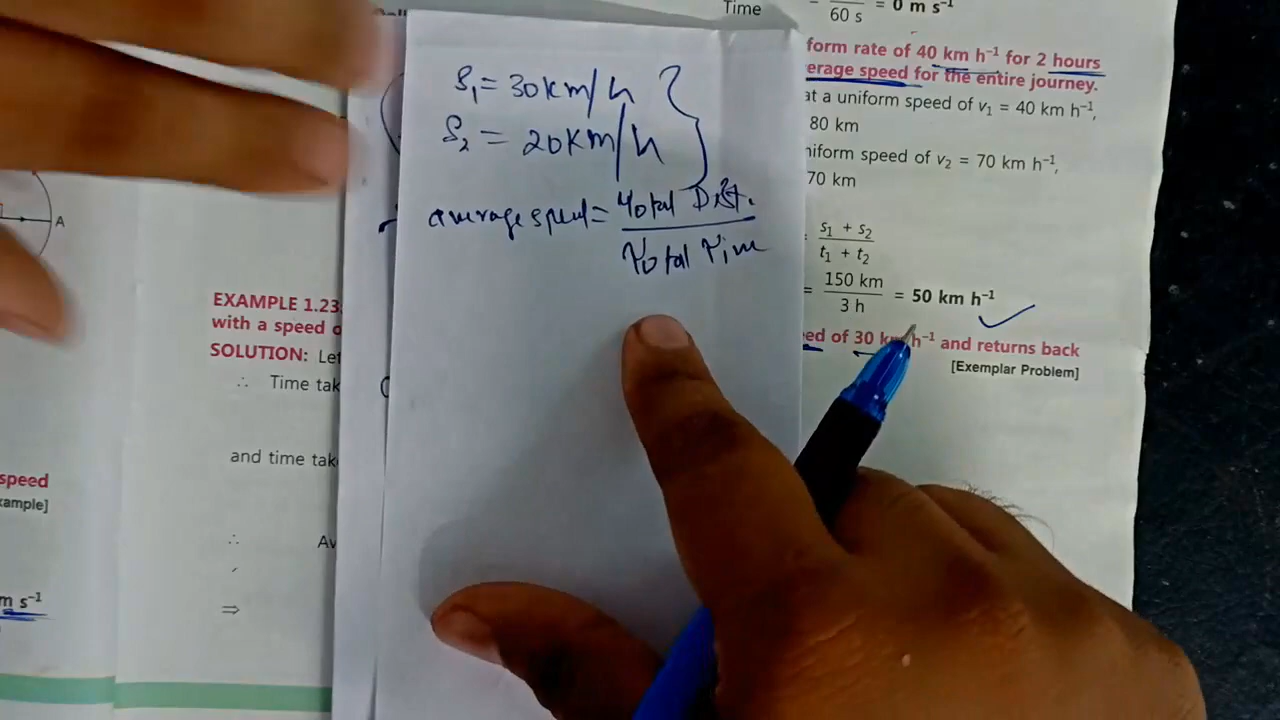 Time
60 s
= 0 m s⁻¹
form rate of 40 km h⁻¹ for 2 hours
erage speed for the entire journey.
at a uniform speed of v₁ = 40 km h⁻¹,
80 km
niform speed of v₂ = 70 km h⁻¹,
70 km
s₁ + s₂
t₁ + t₂
= 150 km
3 h
= 50 km h⁻¹
ed of 30 km h⁻¹ and returns back
[Exemplar Problem]
S₁ = 30km/h
S₂ = 20km/h
average speed = Total Dist.
Total Time
A
EXAMPLE 1.23
with a speed o
SOLUTION: Let
∴ Time tak
and time tak
∴ Av
⇒
speed
xample]
m s⁻¹